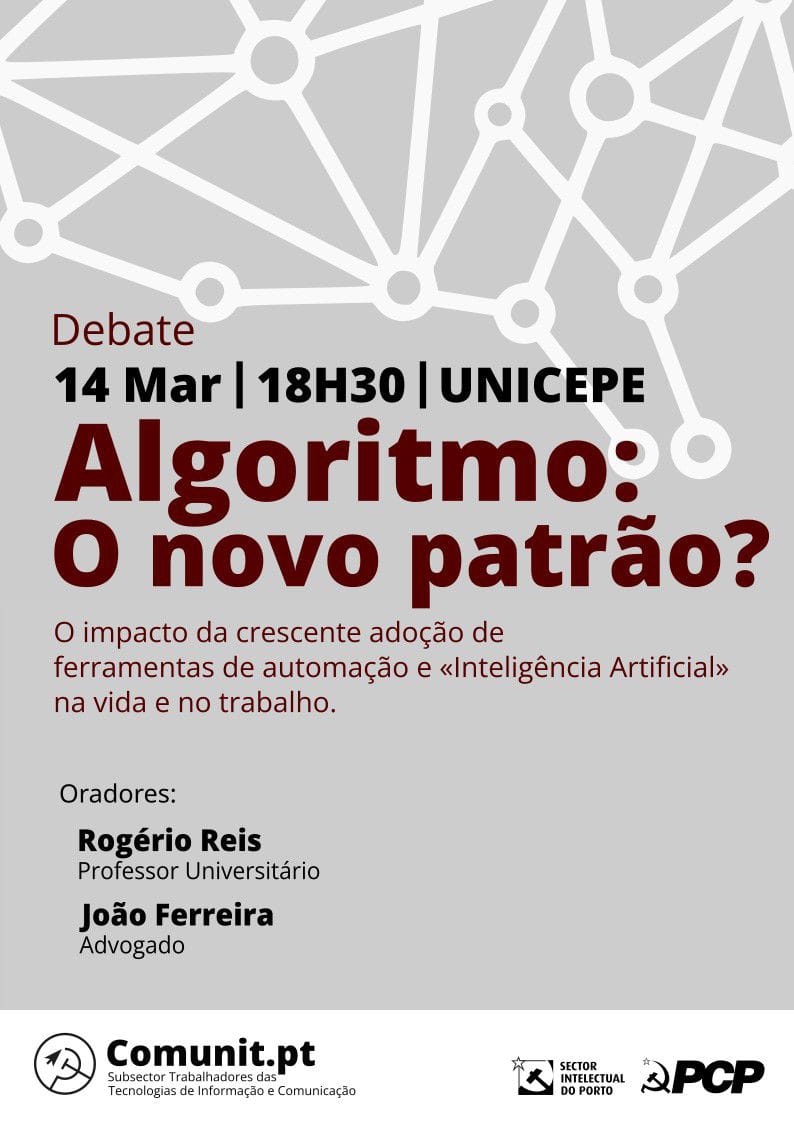 Debate
14 Mar | 18H30 | UNICEPE
Algoritmo:
O novo patrão?
O impacto da crescente adoção de
ferramentas de automação e «Inteligência Artificial»
na vida e no trabalho.
Oradores:
Rogério Reis
Professor Universitário
João Ferreira
Advogado
Comunit.pt
Subsector Trabalhadores das
Tecnologias de Informação e Comunicação
SECTOR
INTELECTUAL
DO PORTO
PCP